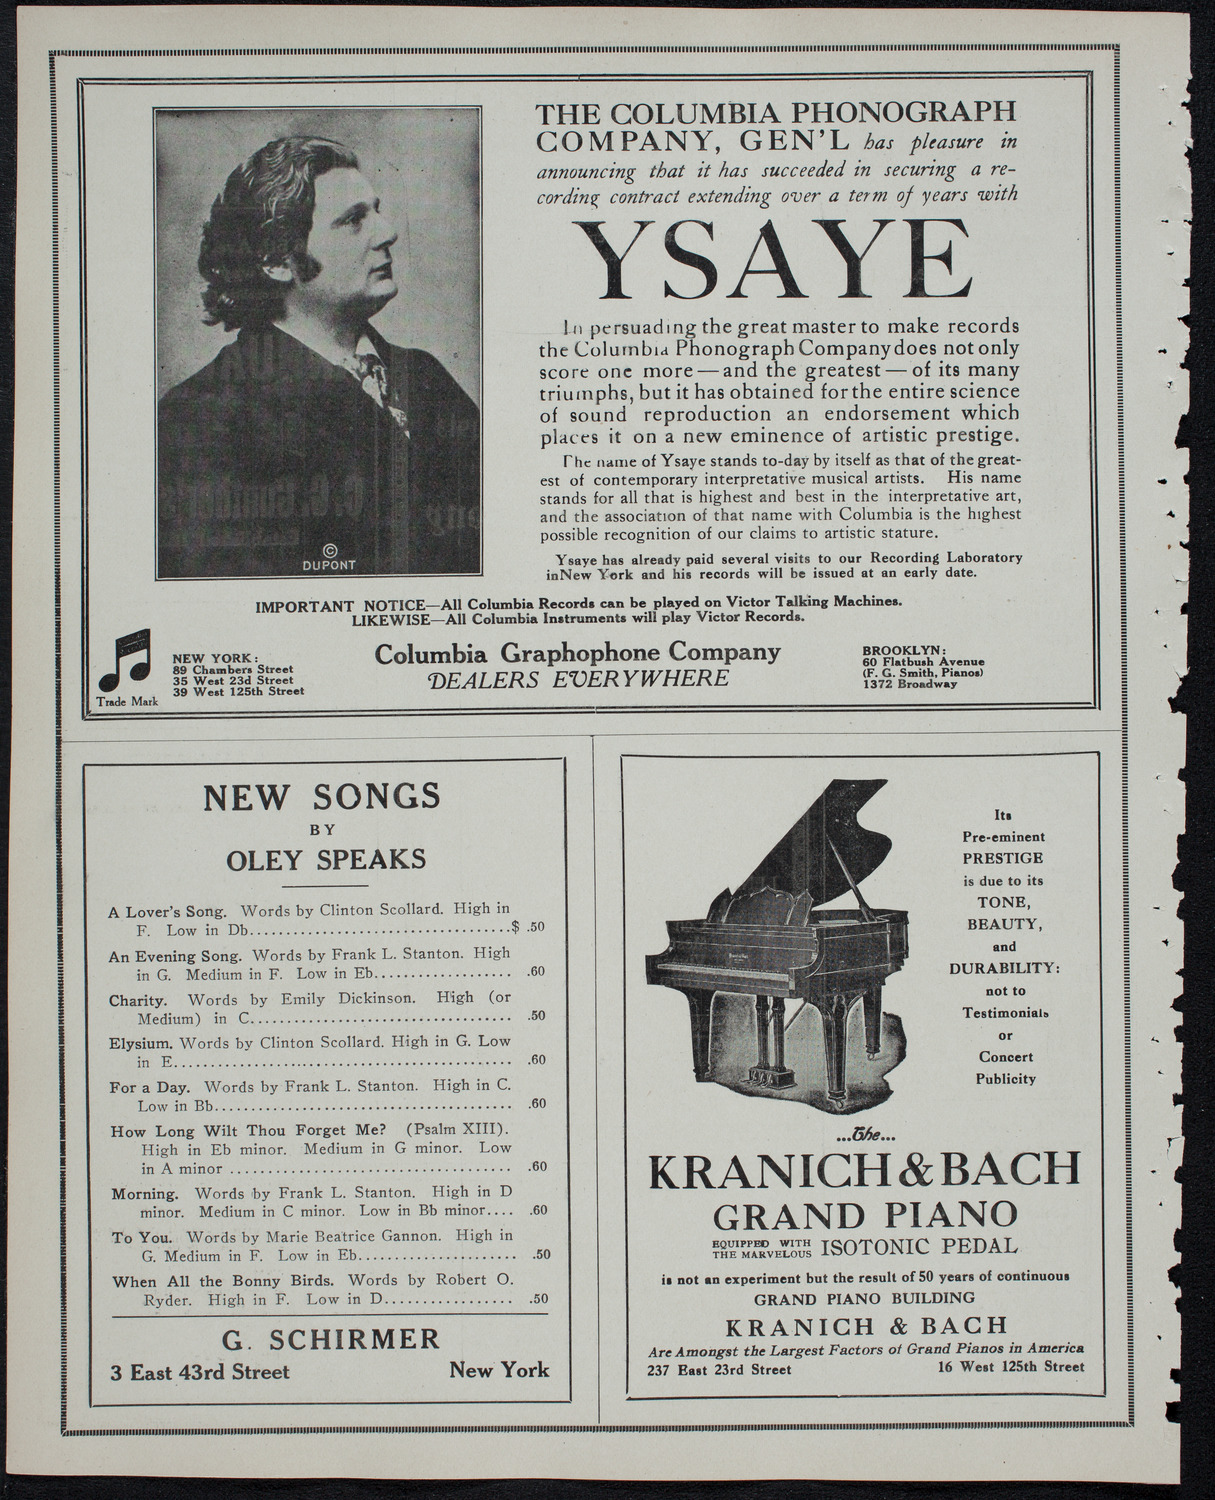 THE COLUMBIA PHONOGRAPH
COMPANY, GEN'L has pleasure in
announcing that it has succeeded in securing a re-
cording contract extending over a term of years with
YSAYE
In persuading the great master to make records
the Columbia Phonograph Company does not only
score one more—and the greatest—of its many
triumphs, but it has obtained for the entire science
of sound reproduction an endorsement which
places it on a new eminence of artistic prestige.
The name of Ysaye stands to-day by itself as that of the great-
est of contemporary interpretative musical artists. His name
stands for all that is highest and best in the interpretative art,
and the association of that name with Columbia is the highest
possible recognition of our claims to artistic stature.
Ysaye has already paid several visits to our Recording Laboratory
in New York and his records will be issued at an early date.
©
DUPONT
IMPORTANT NOTICE—All Columbia Records can be played on Victor Talking Machines.
LIKEWISE—All Columbia Instruments will play Victor Records.
Trade Mark
NEW YORK:
89 Chambers Street
35 West 23d Street
39 West 125th Street
Columbia Graphophone Company
DEALERS EVERYWHERE
BROOKLYN:
60 Flatbush Avenue
(F. G. Smith, Pianos)
1372 Broadway
NEW SONGS
BY
OLEY SPEAKS
A Lover's Song. Words by Clinton Scollard. High in
F. Low in Db.................................$ .50
An Evening Song. Words by Frank L. Stanton. High
in G. Medium in F. Low in Eb.................. .60
Charity. Words by Emily Dickinson. High (or
Medium) in C.................................. .50
Elysium. Words by Clinton Scollard. High in G. Low
in E........................................... .60
For a Day. Words by Frank L. Stanton. High in C.
Low in Bb...................................... .60
How Long Wilt Thou Forget Me? (Psalm XIII).
High in Eb minor. Medium in G minor. Low
in A minor .................................... .60
Morning. Words by Frank L. Stanton. High in D
minor. Medium in C minor. Low in Bb minor.... .60
To You. Words by Marie Beatrice Gannon. High in
G. Medium in F. Low in Eb.................... .50
When All the Bonny Birds. Words by Robert O.
Ryder. High in F. Low in D................. .50
G. SCHIRMER
3 East 43rd Street New York
Its
Pre-eminent
PRESTIGE
is due to its
TONE,
BEAUTY,
and
DURABILITY:
not to
Testimonials
or
Concert
Publicity
...The...
KRANICH & BACH
GRAND PIANO
EQUIPPED WITH
THE MARVELOUS ISOTONIC PEDAL
is not an experiment but the result of 50 years of continuous
GRAND PIANO BUILDING
KRANICH & BACH
Are Amongst the Largest Factors of Grand Pianos in America
237 East 23rd Street 16 West 125th Street